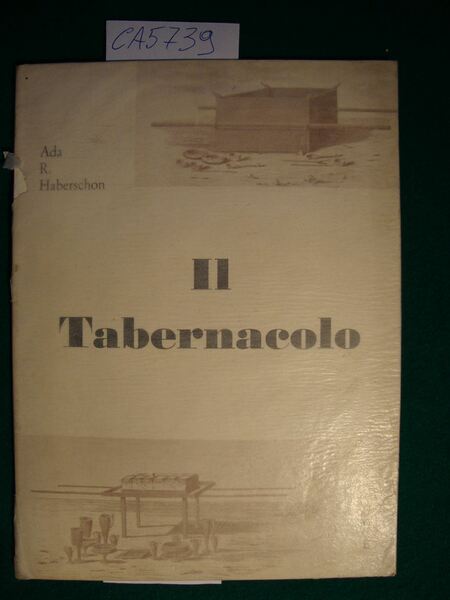 CA5739
Ada
R.
Haberschon
Il
Tabernacolo
E